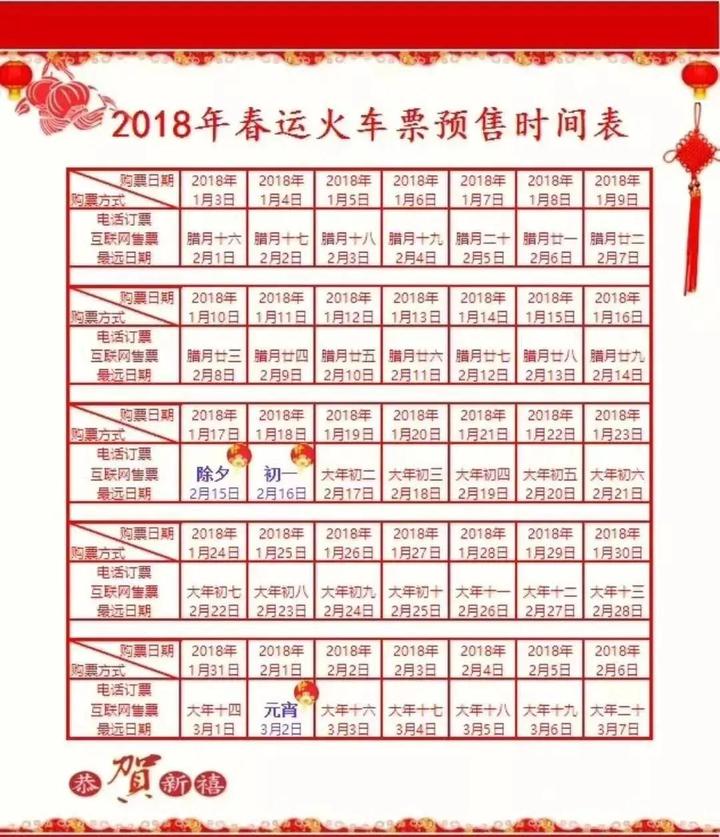 2018年春运火车票预售时间表
购票日期 2018年 2018年 2018年 2018年 2018年 2018年 2018年
购票方式 1月3日 1月4日 1月5日 1月6日 1月7日 1月8日 1月9日
电话订票
互联网售票 腊月十六 腊月十七 腊月十八 腊月十九 腊月二十 腊月廿一 腊月廿二
最远日期 2月1日 2月2日 2月3日 2月4日 2月5日 2月6日 2月7日
购票日期 2018年 2018年 2018年 2018年 2018年 2018年 2018年
购票方式 1月10日 1月11日 1月12日 1月13日 1月14日 1月15日 1月16日
电话订票
互联网售票 腊月廿三 腊月廿四 腊月廿五 腊月廿六 腊月廿七 腊月廿八 腊月廿九
最远日期 2月8日 2月9日 2月10日 2月11日 2月12日 2月13日 2月14日
购票日期 2018年 2018年 2018年 2018年 2018年 2018年 2018年
购票方式 1月17日 1月18日 1月19日 1月20日 1月21日 1月22日 1月23日
电话订票
互联网售票 除夕 初一 大年初二 大年初三 大年初四 大年初五 大年初六
最远日期 2月15日 2月16日 2月17日 2月18日 2月19日 2月20日 2月21日
购票日期 2018年 2018年 2018年 2018年 2018年 2018年 2018年
购票方式 1月24日 1月25日 1月26日 1月27日 1月28日 1月29日 1月30日
电话订票
互联网售票 大年初七 大年初八 大年初九 大年初十 大年十一 大年十二 大年十三
最远日期 2月22日 2月23日 2月24日 2月25日 2月26日 2月27日 2月28日
购票日期 2018年 2018年 2018年 2018年 2018年 2018年 2018年
购票方式 1月31日 2月1日 2月2日 2月3日 2月4日 2月5日 2月6日
电话订票
互联网售票 大年十四 元宵 大年十六 大年十七 大年十八 大年十九 大年二十
最远日期 3月1日 3月2日 3月3日 3月4日 3月5日 3月6日 3月7日
恭贺新禧